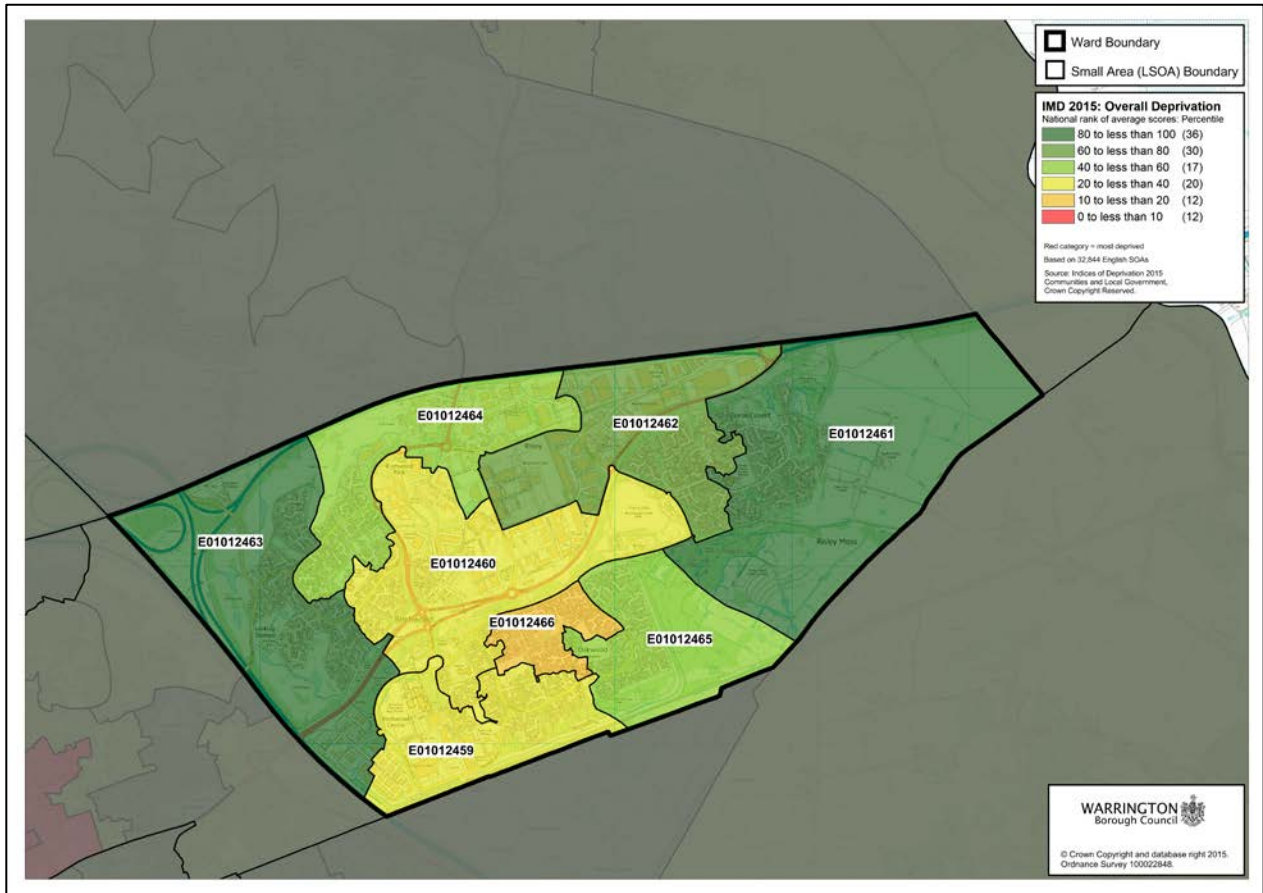 Ward Boundary
Small Area (LSOA) Boundary
IMD 2015: Overall Deprivation
National rank of average scores: Percentile
80 to less than 100 (36)
60 to less than 80 (30)
40 to less than 60 (17)
20 to less than 40 (20)
10 to less than 20 (12)
0 to less than 10 (12)
Red category = most deprived
Based on 32,844 English SOAs
Source: Indices of Deprivation 2015
Communities and Local Government,
Crown Copyright Reserved.
E01012464
E01012462
E01012461
Risley
E01012463
Risley Moss
E01012460
E01012466
E01012465
Oakwood
E01012459
WARRINGTON
Borough Council
© Crown Copyright and database right 2015.
Ordnance Survey 100022848.